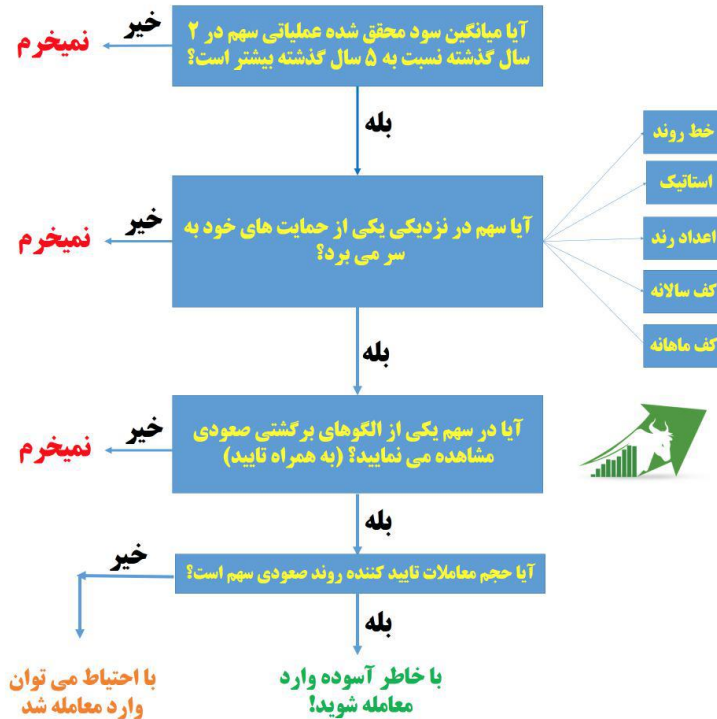 آیا میانگین سود محقق شده عملیاتی سهم در ۲
سال گذشته نسبت به ۵ سال گذشته بیشتر است؟
خیر
نمیخرم
بله
آیا سهم در نزدیکی یکی از حمایت های خود به
سر می برد؟
خط روند
استاتیک
اعداد رند
کف سالانه
کف ماهانه
خیر
نمیخرم
بله
آیا در سهم یکی از الگوهای برگشتی صعودی
مشاهده می نمایید؟ (به همراه تایید)
خیر
نمیخرم
بله
آیا حجم معاملات تایید کننده روند صعودی سهم است؟
خیر
بله
با خاطر آسوده وارد
معامله شوید!
با احتیاط می توان
وارد معامله شد